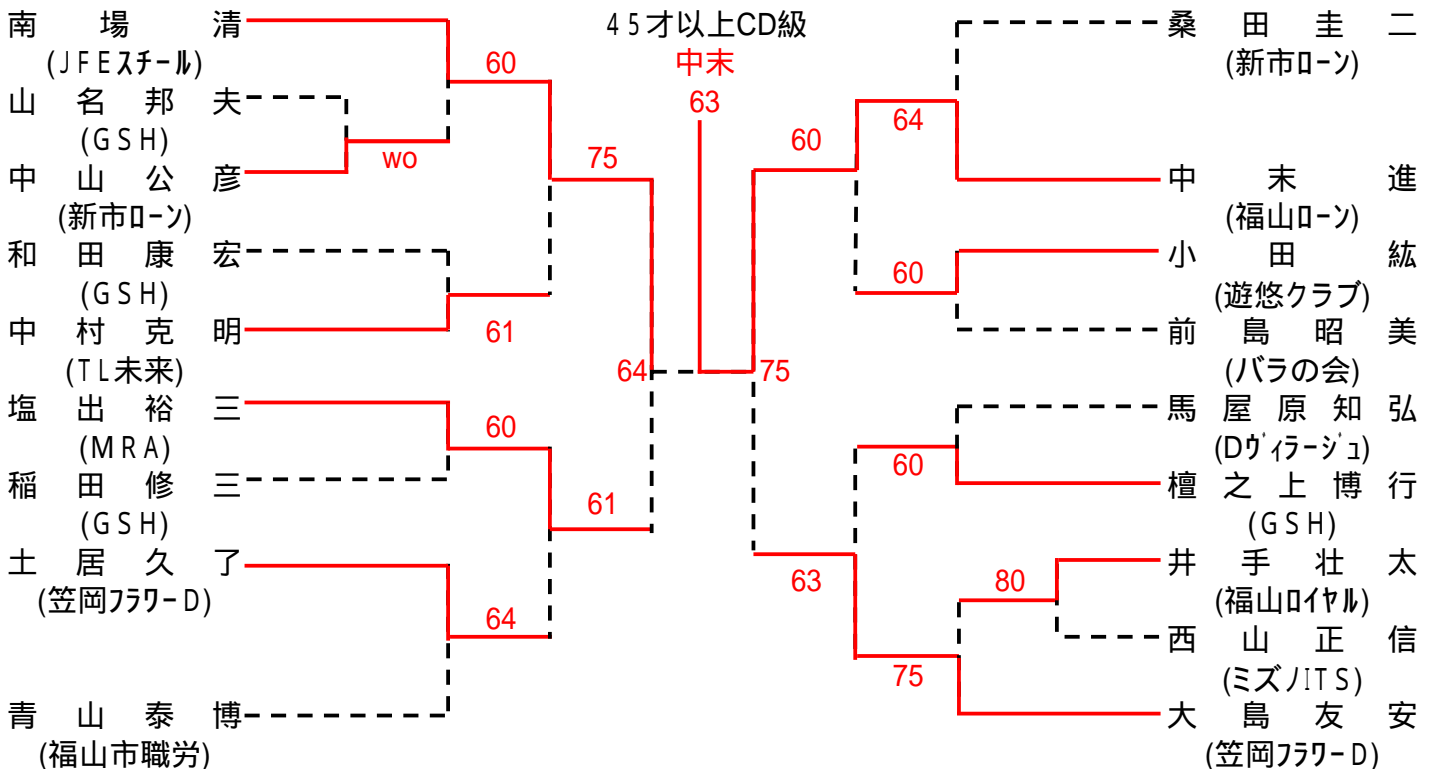 45才以上CD級
中末
63
南場清
(JFEスチール)
60
山名邦夫
(GSH)
wo
中山公彦
(新市ローン)
75
和田康宏
(GSH)
中村克明
61
(TL未来)
64
塩出裕三
(MRA)
60
稲田修三
(GSH)
61
土居久了
(笠岡フラワーD)
64
青山泰博
(福山市職労)
桑田圭二
(新市ローン)
64
60
中末進
(福山ローン)
小田紘
60
(遊悠クラブ)
前島昭美
(バラの会)
75
馬屋原知弘
(Dヴィラージュ)
60
檀之上博行
(GSH)
63
井手壮太
80
(福山ロイヤル)
西山正信
(ミズノITS)
75
大島友安
(笠岡フラワーD)